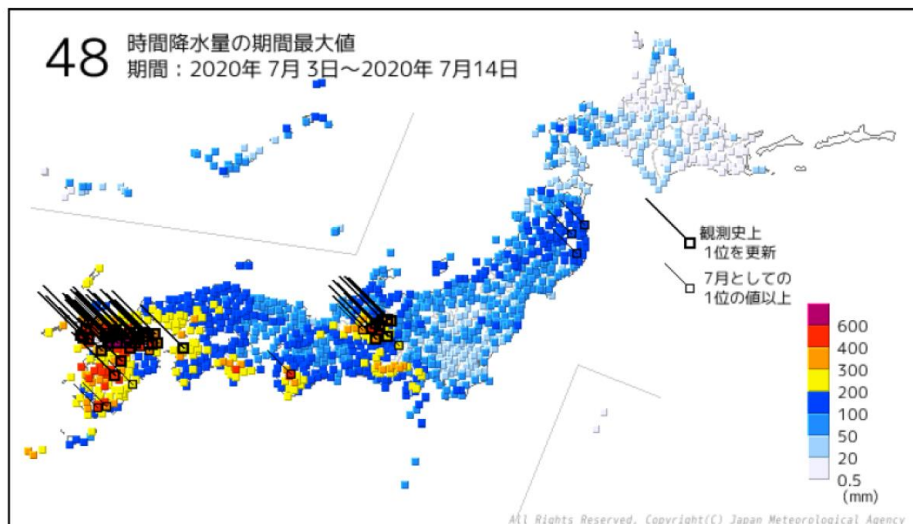 48
時間降水量の期間最大値
期間：2020年 7月 3日～2020年 7月14日
観測史上
1位を更新
7月としての
1位の値以上
600
400
300
200
100
50
20
0.5
(mm)
All Rights Reserved. Copyright(C) Japan Meteorological Agency